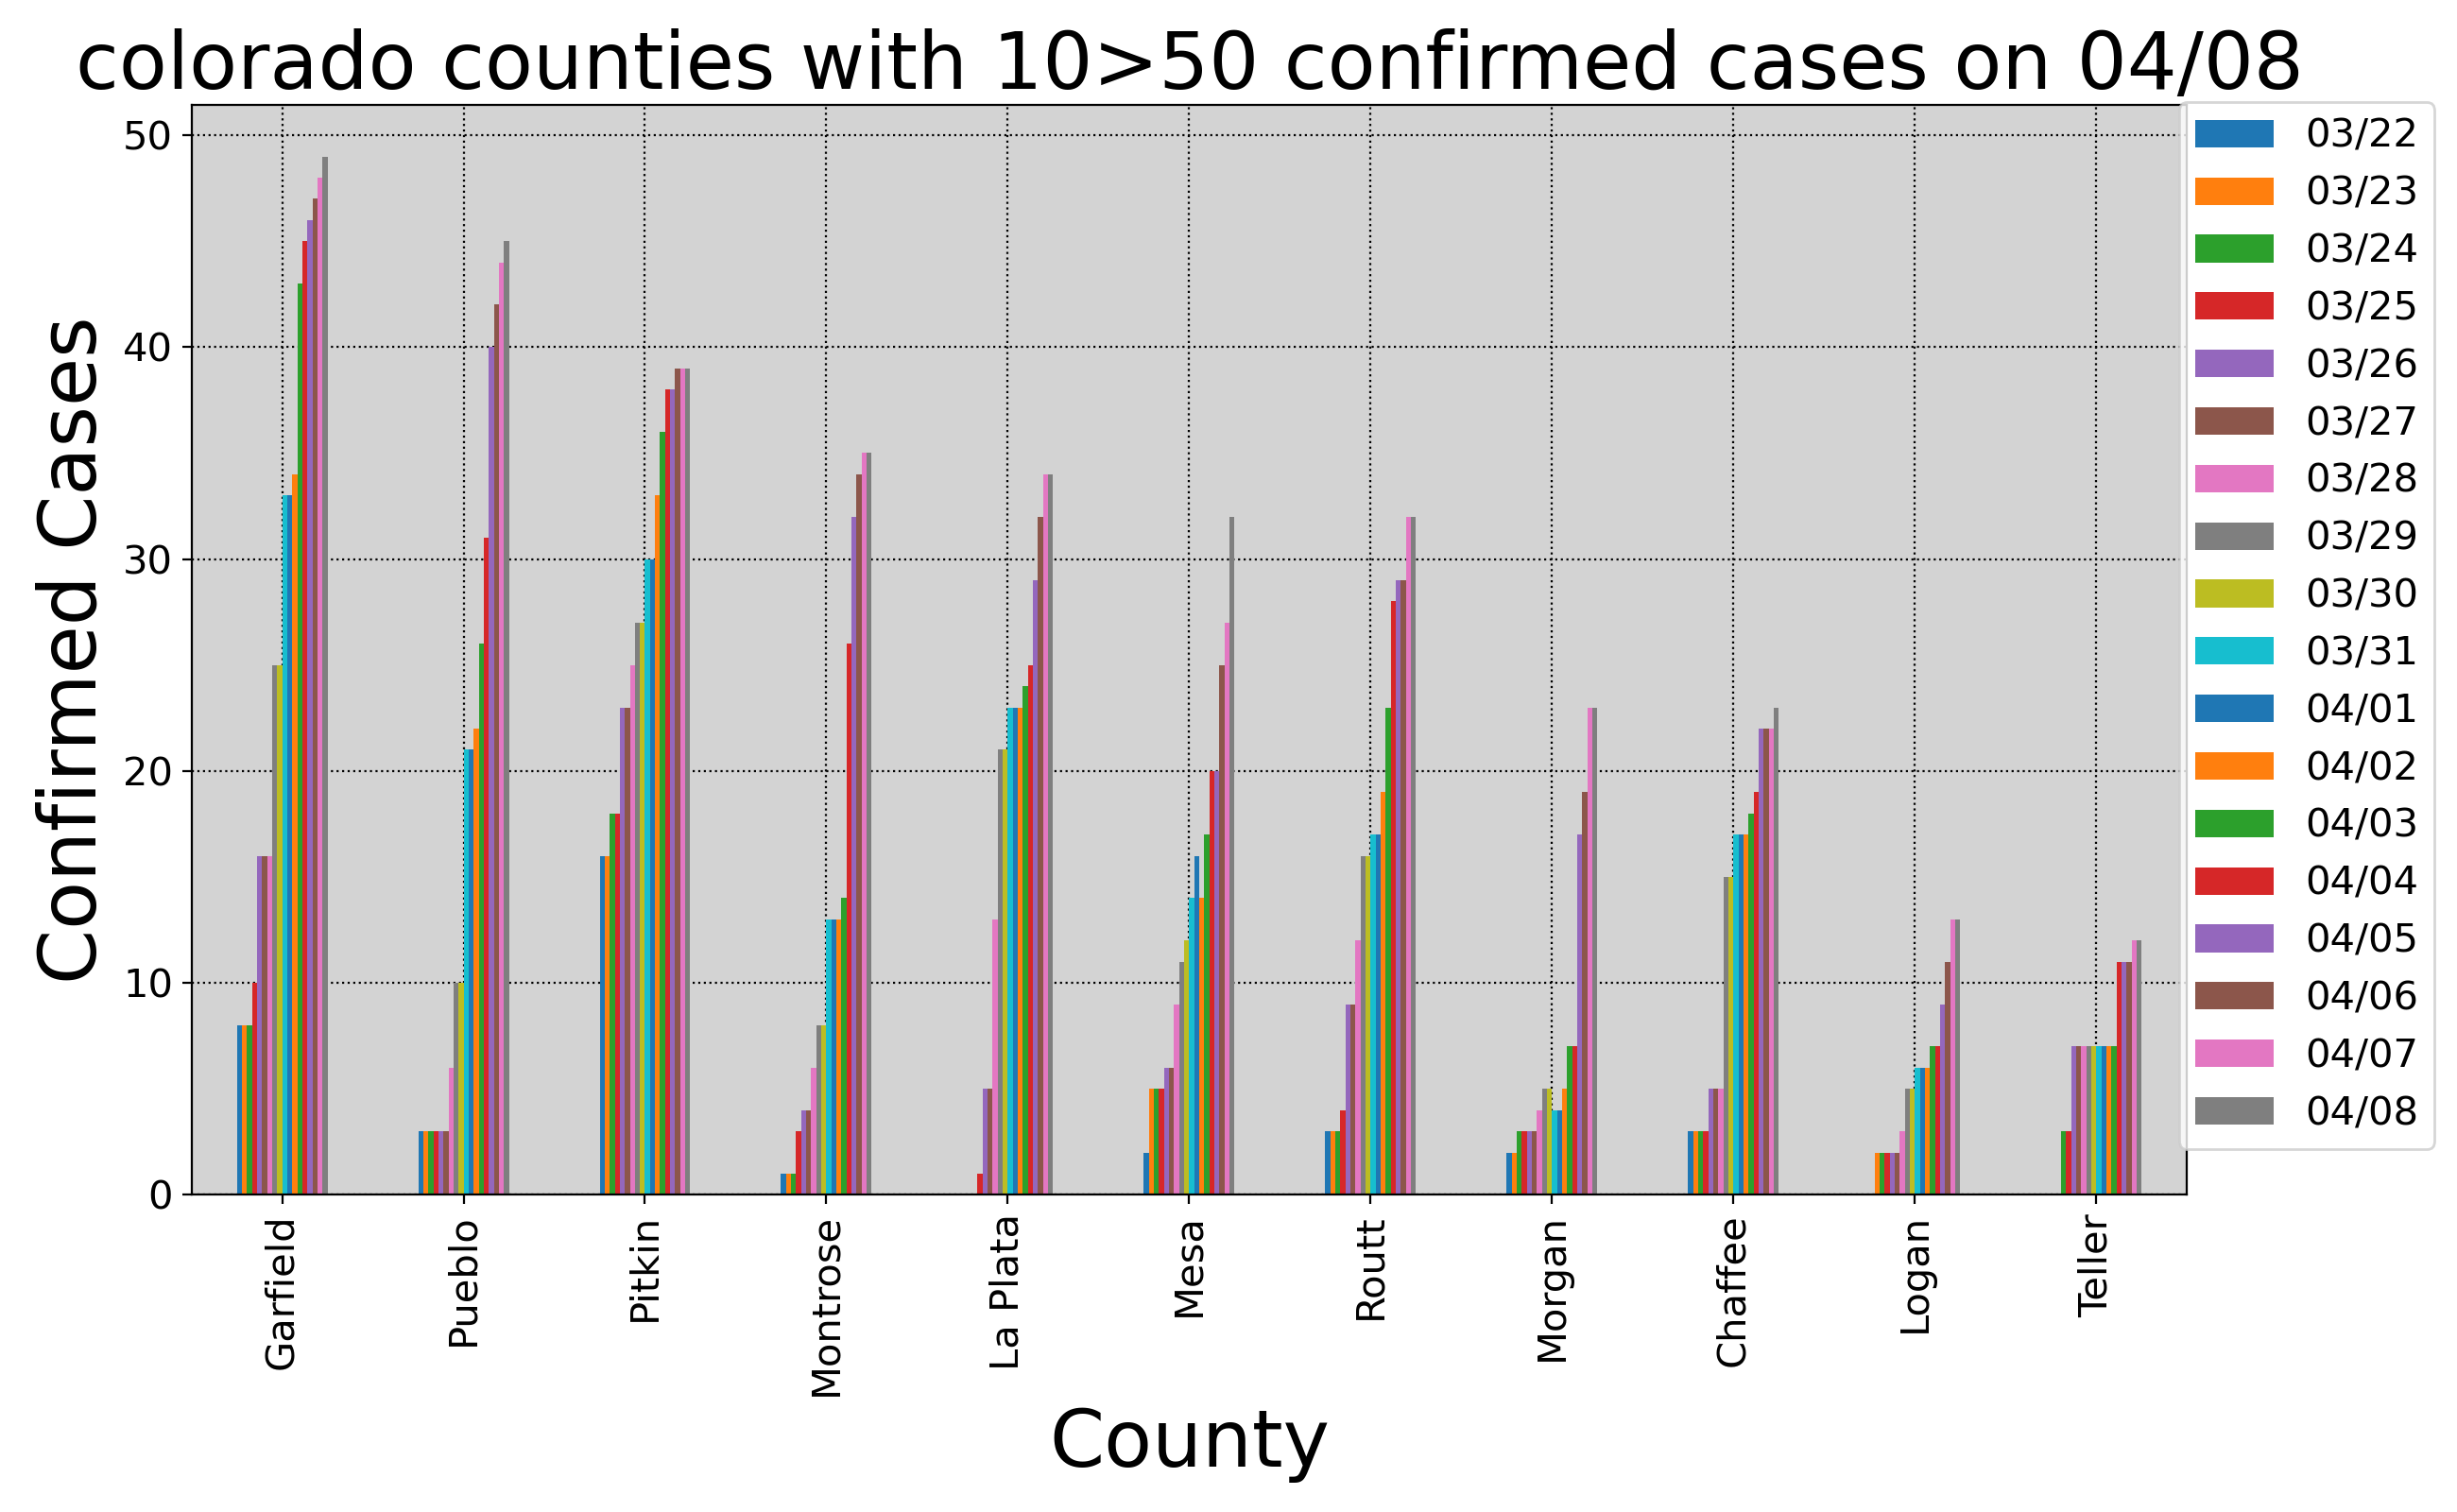 colorado counties with 10>50 confirmed cases on 04/08
Confirmed Cases
50
40
30
20
10
0
03/22
03/23
03/24
03/25
03/26
03/27
03/28
03/29
03/30
03/31
04/01
04/02
04/03
04/04
04/05
04/06
04/07
04/08
Garfield
Pueblo
Pitkin
Montrose
La Plata
Mesa
Routt
Morgan
Chaffee
Logan
Teller
County